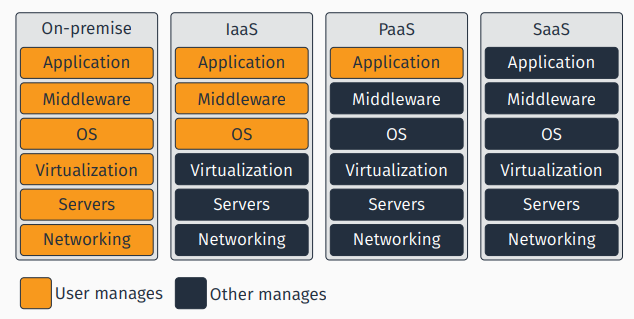 On-premise
Application
Middleware
OS
Virtualization
Servers
Networking
IaaS
Application
Middleware
OS
Virtualization
Servers
Networking
PaaS
Application
Middleware
OS
Virtualization
Servers
Networking
SaaS
Application
Middleware
OS
Virtualization
Servers
Networking
User manages
Other manages